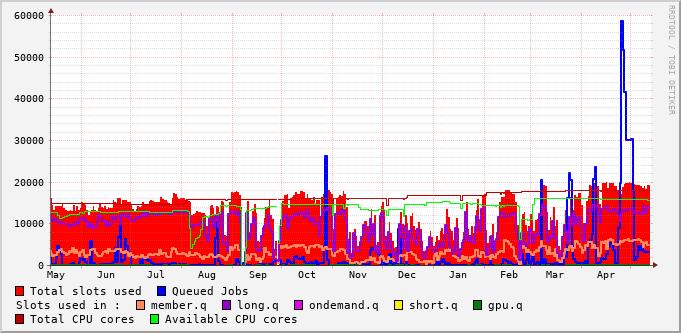 60000
50000
40000
30000
20000
10000
0
May Jun Jul Aug Sep Oct Nov Dec Jan Feb Mar Apr
RRDTOOL / TOBI OETIKER
Total slots used Queued Jobs
Slots used in : member.q long.q ondemand.q short.q gpu.q
Total CPU cores Available CPU cores